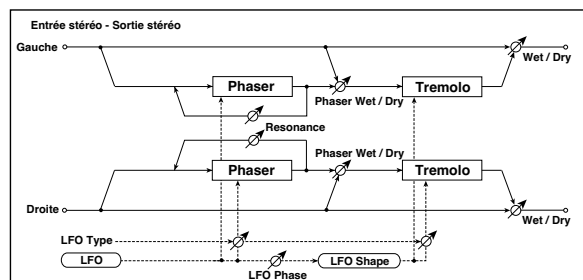 Entrée stéréo - Sortie stéréo
Gauche
Wet / Dry
Phaser
Phaser Wet / Dry
Tremolo
Resonance
Phaser
Phaser Wet / Dry
Tremolo
Droite
Wet / Dry
LFO Type
LFO
LFO Phase
LFO Shape